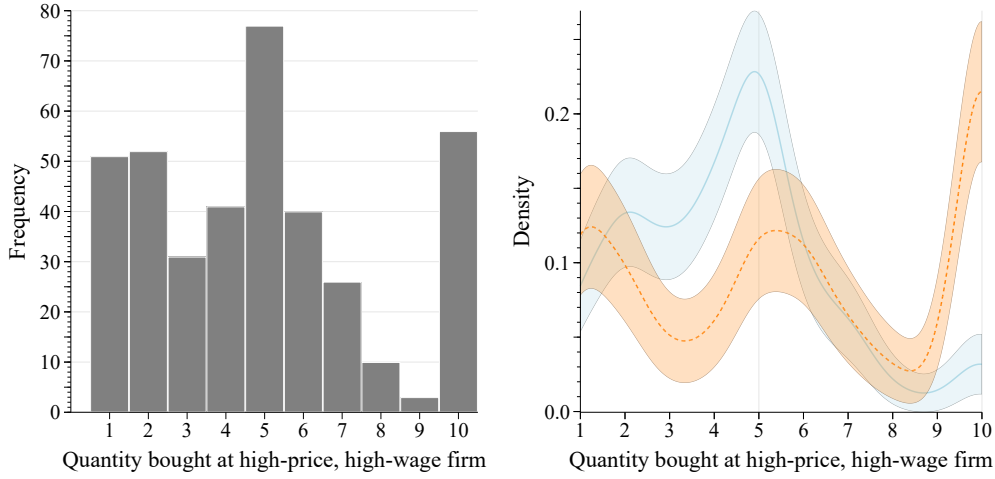 80
70
60
50
40
30
20
10
0
Frequency
1 2 3 4 5 6 7 8 9 10
Quantity bought at high-price, high-wage firm
0.2
0.1
0.0
Density
1 2 3 4 5 6 7 8 9 10
Quantity bought at high-price, high-wage firm